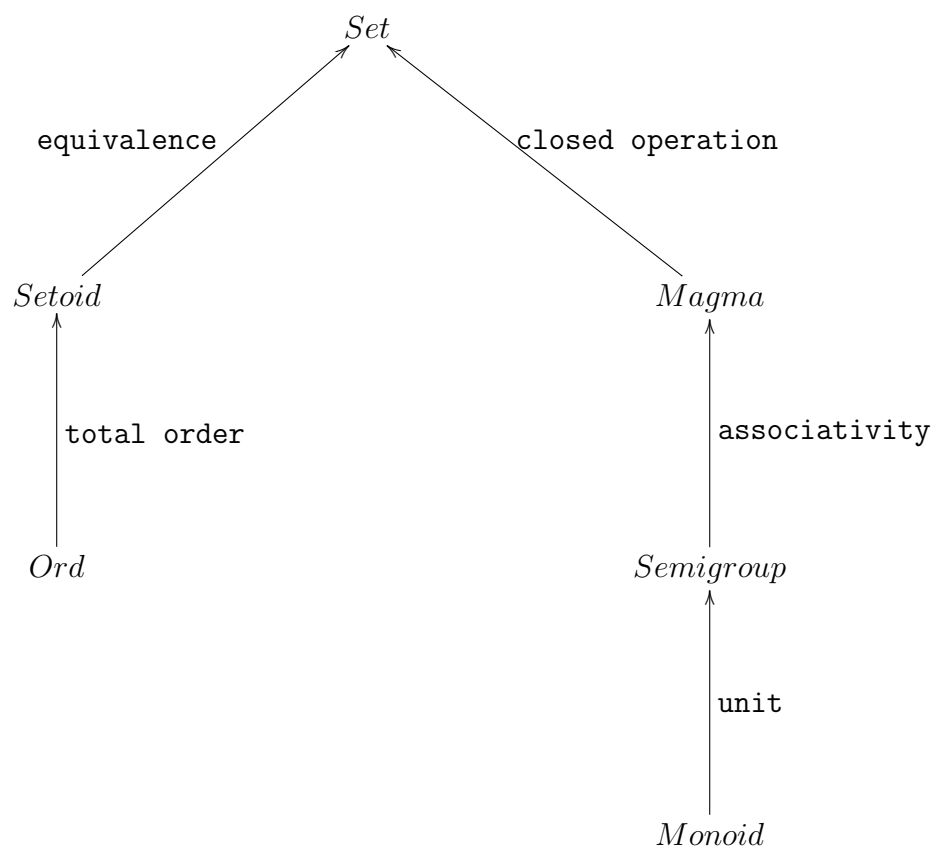 Set
equivalence
closed operation
Setoid
Magma
total order
associativity
Ord
Semigroup
unit
Monoid